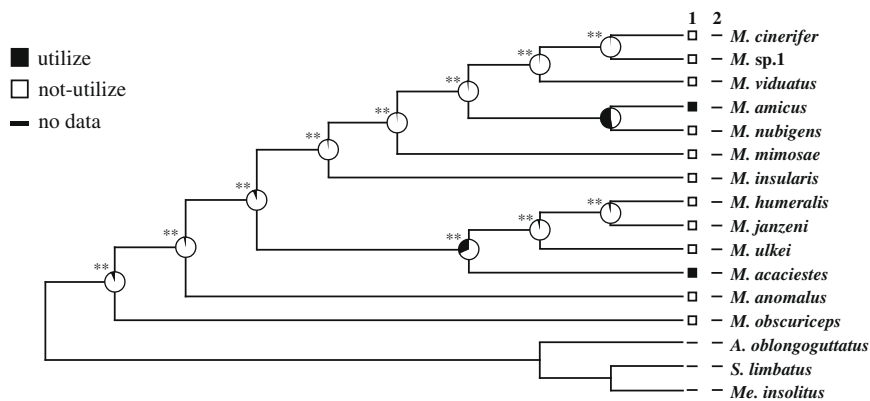 1 2
utilize
not-utilize
no data
** M. cinerifer
M. sp.1
** M. viduatus
** M. amicus
M. nubigens
** M. mimosae
** M. insularis
** M. humeralis
** M. janzeni
** M. ulkei
** M. acaciestes
** M. anomalus
** M. obscuriceps
A. oblongoguttatus
S. limbatus
Me. insolitus